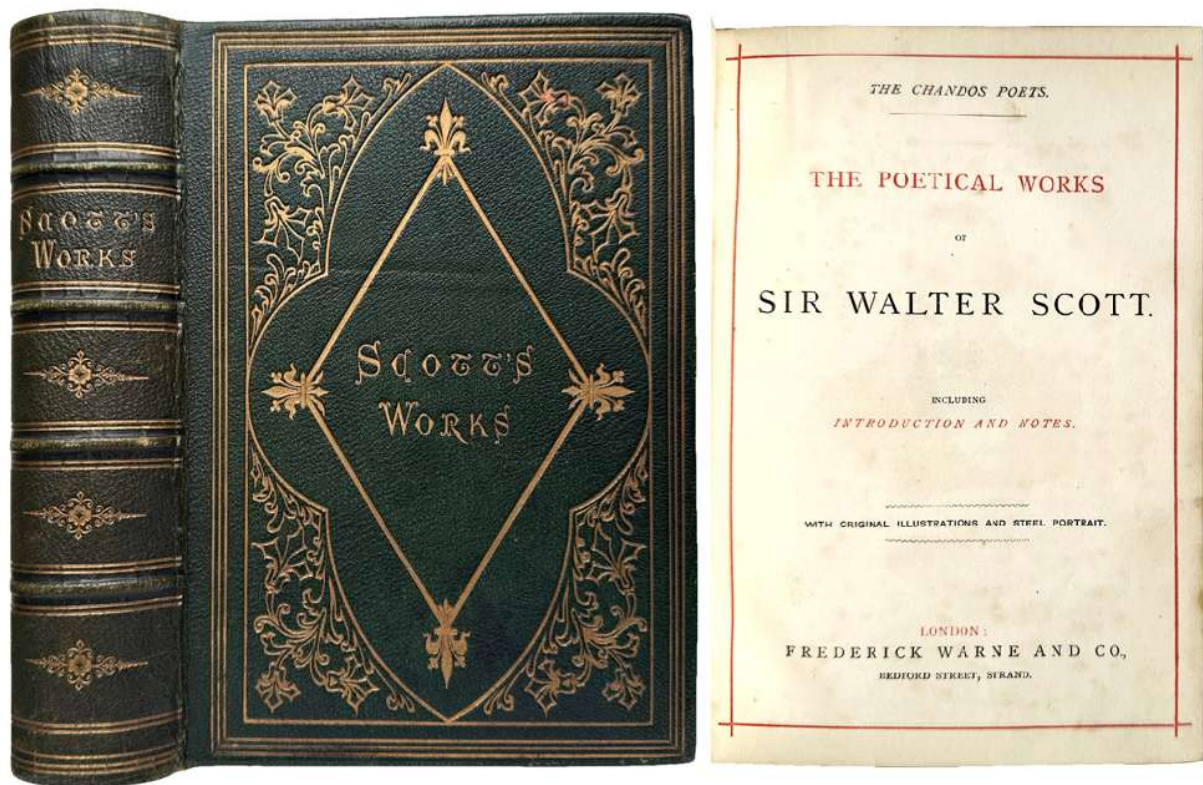 SCOTT'S
WORKS
SCOTT'S
WORKS
THE CHANDOS POETS.
THE POETICAL WORKS
OF
SIR WALTER SCOTT.
INCLUDING
INTRODUCTION AND NOTES.
WITH ORIGINAL ILLUSTRATIONS AND STEEL PORTRAIT.
LONDON:
FREDERICK WARNE AND CO.,
BEDFORD STREET, STRAND.